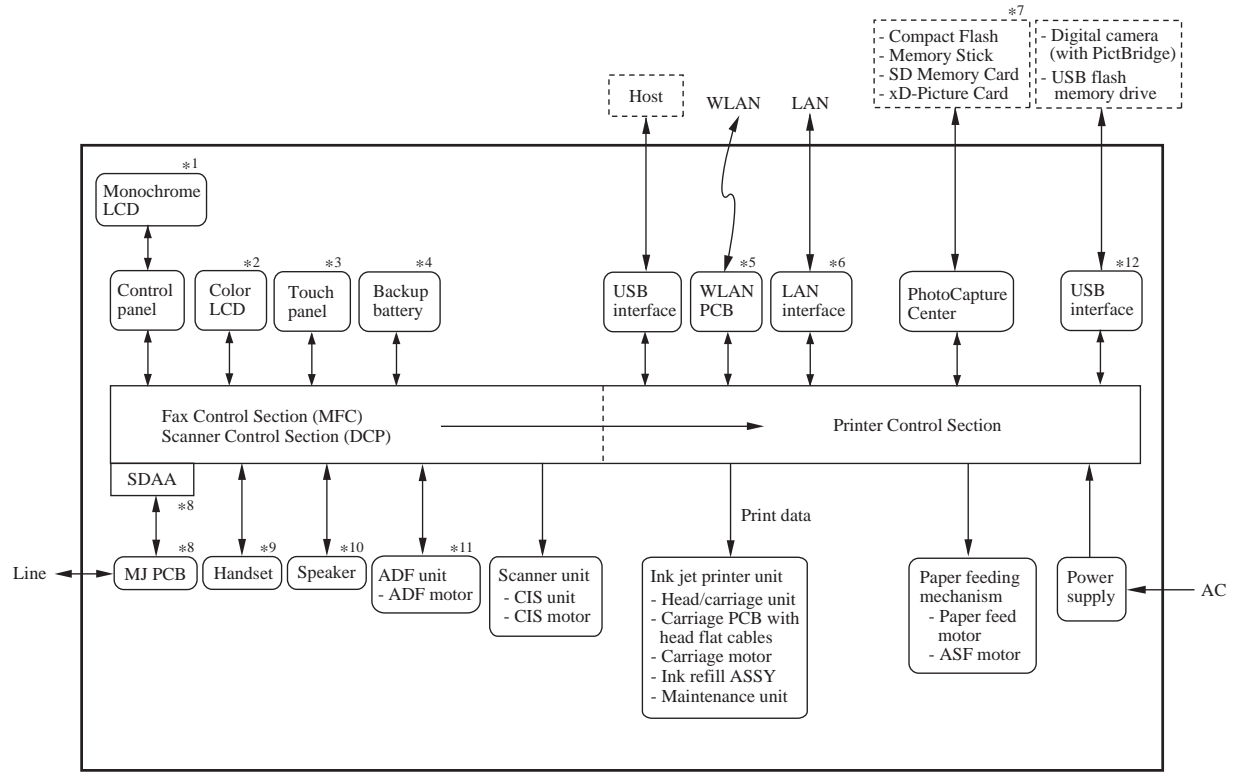 *7
- Compact Flash
- Memory Stick
- SD Memory Card
- xD-Picture Card
- Digital camera
(with PictBridge)
- USB flash
memory drive
Host
WLAN
LAN
*1
Monochrome
LCD
Control
panel
*2
Color
LCD
*3
Touch
panel
*4
Backup
battery
USB
interface
*5
WLAN
PCB
*6
LAN
interface
PhotoCapture
Center
*12
USB
interface
Fax Control Section (MFC)
Scanner Control Section (DCP)
Printer Control Section
SDAA
*8
Print data
Line
*8
MJ PCB
*9
Handset
*10
Speaker
*11
ADF unit
- ADF motor
Scanner unit
- CIS unit
- CIS motor
Ink jet printer unit
- Head/carriage unit
- Carriage PCB with
head flat cables
- Carriage motor
- Ink refill ASSY
- Maintenance unit
Paper feeding
mechanism
- Paper feed
motor
- ASF motor
Power
supply
AC